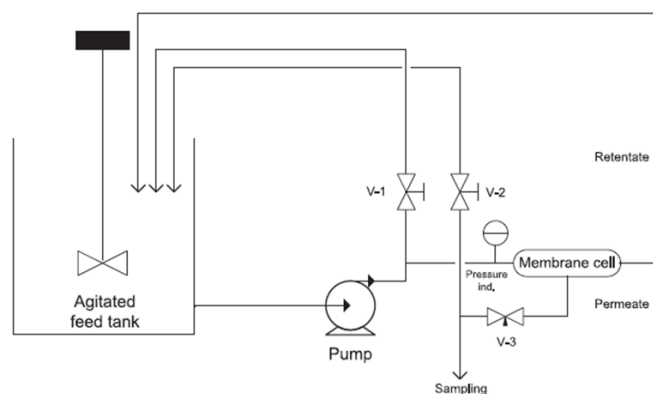 Retentate
V-1
V-2
Pressure
ind.
Membrane cell
Agitated
feed tank
Permeate
Pump
V-3
Sampling